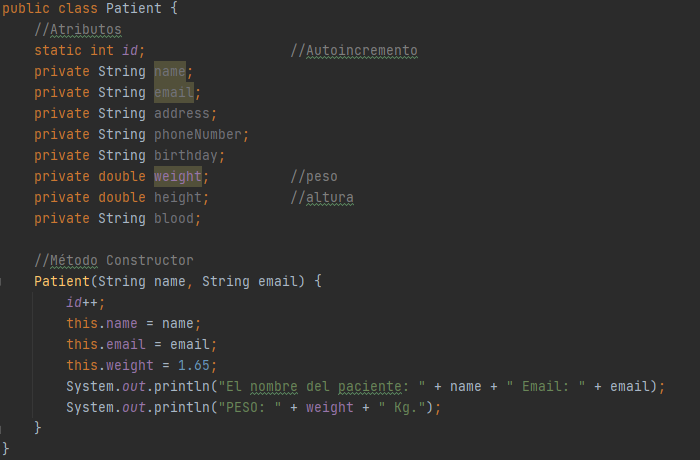 public class Patient {
//Atributos
static int id; //Autoincremento
private String name;
private String email;
private String address;
private String phoneNumber;
private String birthday;
private double weight; //peso
private double height; //altura
private String blood;
//Método Constructor
Patient(String name, String email) {
id++;
this.name = name;
this.email = email;
this.weight = 1.65;
System.out.println("El nombre del paciente: " + name + " Email: " + email);
System.out.println("PESO: " + weight + " Kg.");
}
}